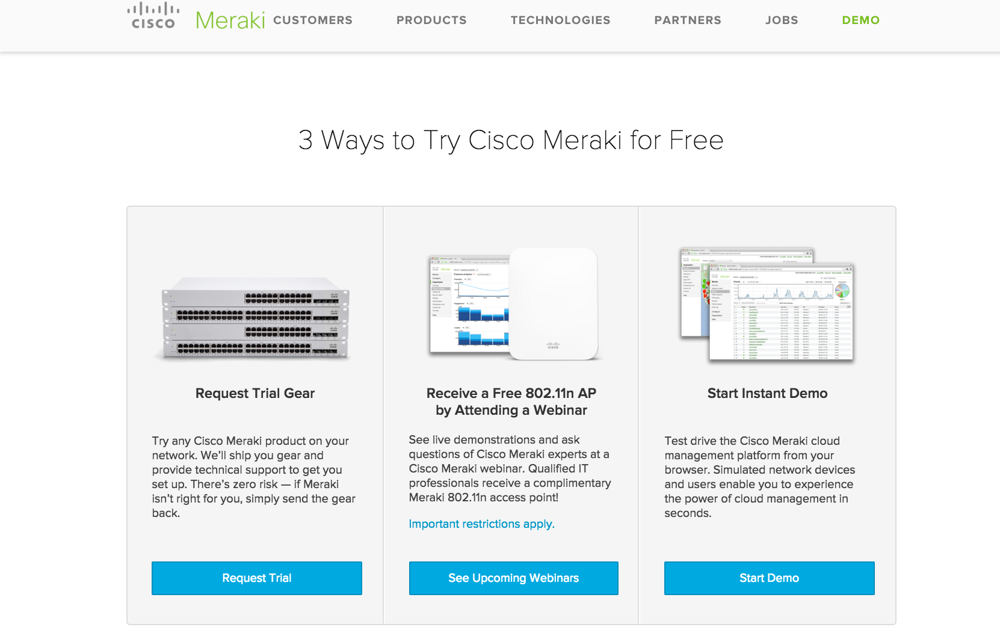 CISCO Meraki CUSTOMERS PRODUCTS TECHNOLOGIES PARTNERS JOBS DEMO
3 Ways to Try Cisco Meraki for Free
Request Trial Gear
Try any Cisco Meraki product on your
network. We’ll ship you gear and
provide technical support to get you
set up. There’s zero risk — if Meraki
isn’t right for you, simply send the gear
back.
Request Trial
CISCO
Receive a Free 802.11n AP
by Attending a Webinar
See live demonstrations and ask
questions of Cisco Meraki experts at a
Cisco Meraki webinar. Qualified IT
professionals receive a complimentary
Meraki 802.11n access point!
Important restrictions apply.
See Upcoming Webinars
Start Instant Demo
Test drive the Cisco Meraki cloud
management platform from your
browser. Simulated network devices
and users enable you to experience
the power of cloud management in
seconds.
Start Demo